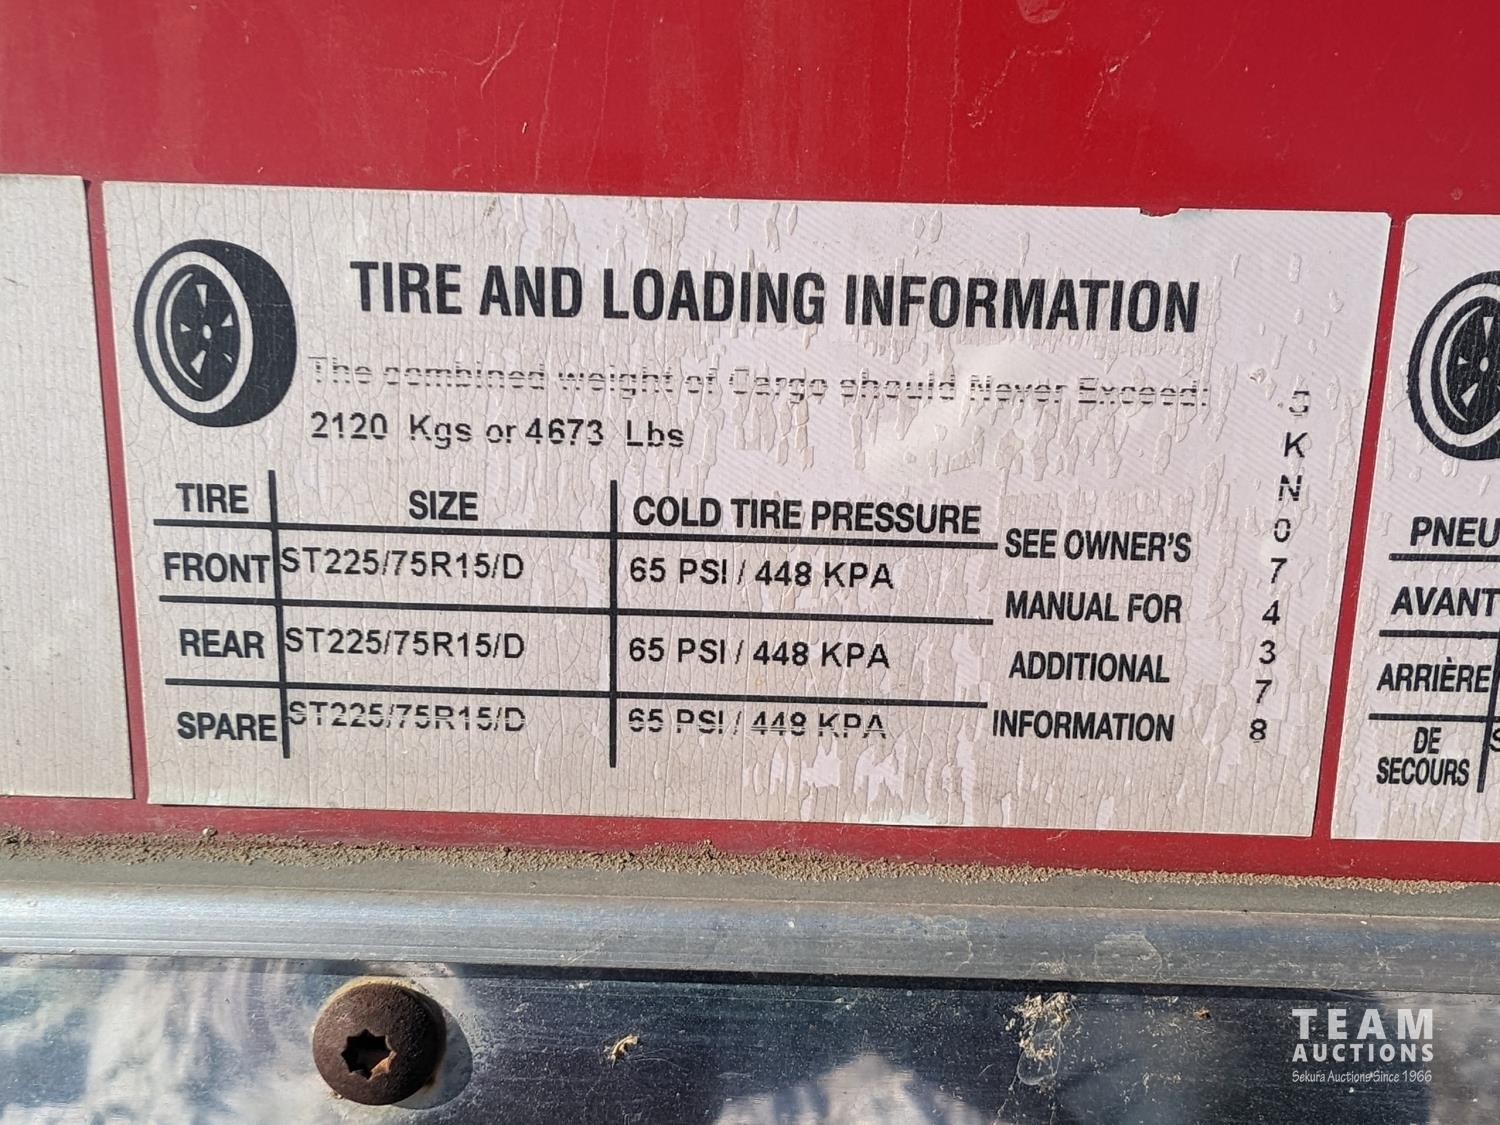 TIRE AND LOADING INFORMATION
The combined weight of Cargo should Never Exceed:
2120 Kgs or 4673 Lbs
TIRE SIZE COLD TIRE PRESSURE
FRONT ST225/75R15/D 65 PSI / 448 KPA
REAR ST225/75R15/D 65 PSI / 448 KPA
SPARE ST225/75R15/D 65 PSI / 448 KPA
SEE OWNER'S
MANUAL FOR
ADDITIONAL
INFORMATION
K
N
0
7
4
3
7
8
PNEU
AVANT
ARRIÈRE
DE
SECOURS
TEAM
AUCTIONS
Sekura Auctions Since 1966